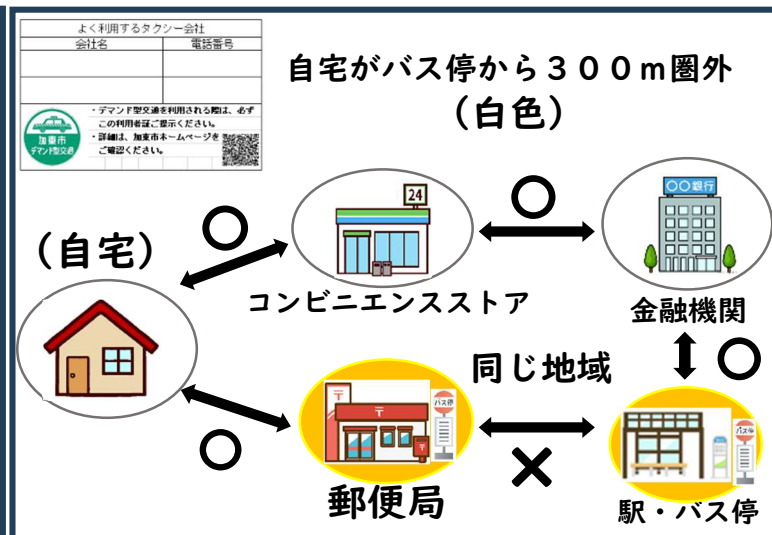 よく利用するタクシー会社
会社名
電話番号
・デマンド型交通を利用される際は、必ず
この利用者証ご提示ください。
・詳細は、加東市ホームページを
ご確認ください。
加東市
デマンド型交通
自宅がバス停から３００ｍ圏外
（白色）
（自宅）
〇
24
コンビニエンスストア
〇
〇〇銀行
金融機関
〇
同じ地域
〇
〒
〒
バス停
郵便局
×
バス停
駅・バス停